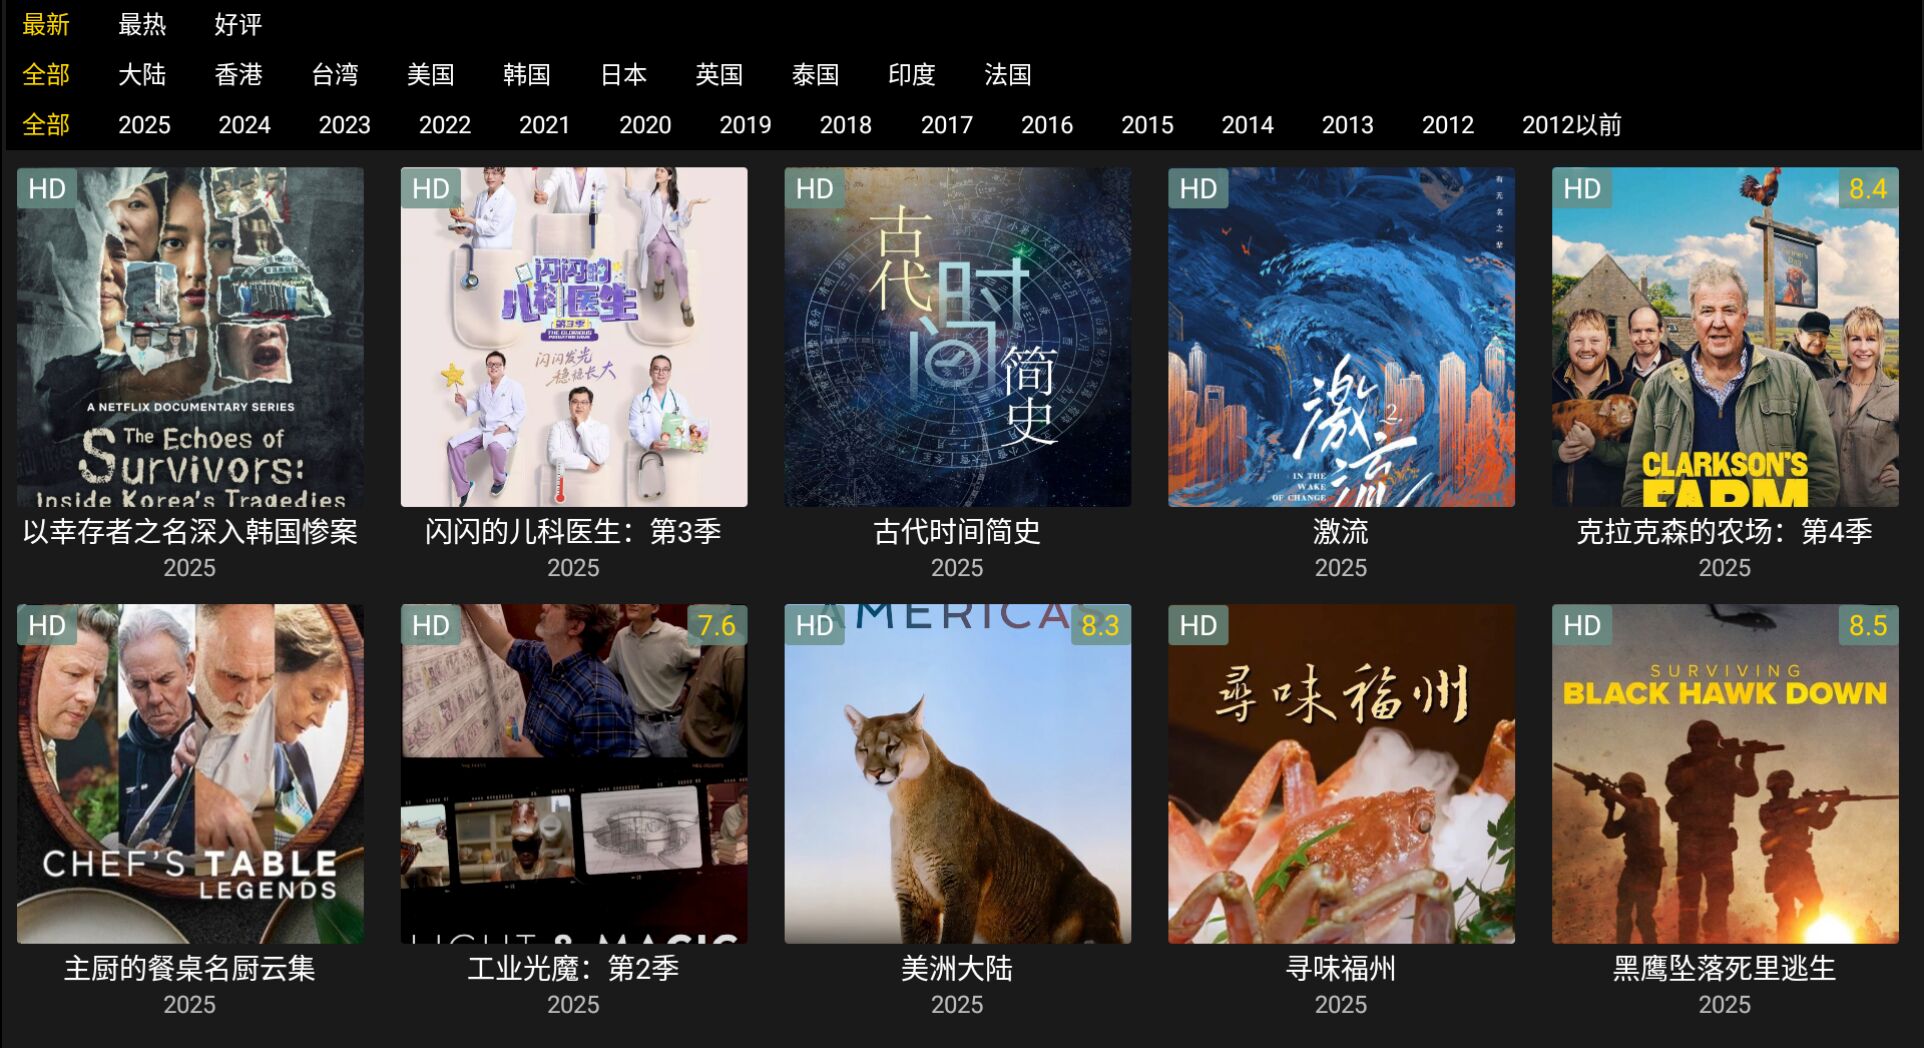 最新 最热 好评
全部 大陆 香港 台湾 美国 韩国 日本 英国 泰国 印度 法国
全部 2025 2024 2023 2022 2021 2020 2019 2018 2017 2016 2015 2014 2013 2012 2012以前
HD
A NETFLIX DOCUMENTARY SERIES
The Echoes of
Survivors:
Inside Korea's Tragedies
以幸存者之名深入韩国惨案
2025
HD
闪闪的
儿科医生
第3季
闪闪发光
稳稳长大
闪闪的儿科医生：第3季
2025
HD
古代
时间
简史
古代时间简史
2025
HD
有无名之辈
激流
2.
IN THE
WAKE
OF CHANGE
激流
2025
HD 8.4
CLARKSON'S
FARM
克拉克森的农场：第4季
2025
HD
CHEF'S TABLE
LEGENDS
主厨的餐桌名厨云集
2025
HD 7.6
LIGHT & MAGIC
工业光魔：第2季
2025
HD 8.3
AMERICAS
美洲大陆
2025
HD
尋味福州
寻味福州
2025
HD 8.5
SURVIVING
BLACK HAWK DOWN
黑鹰坠落死里逃生
2025